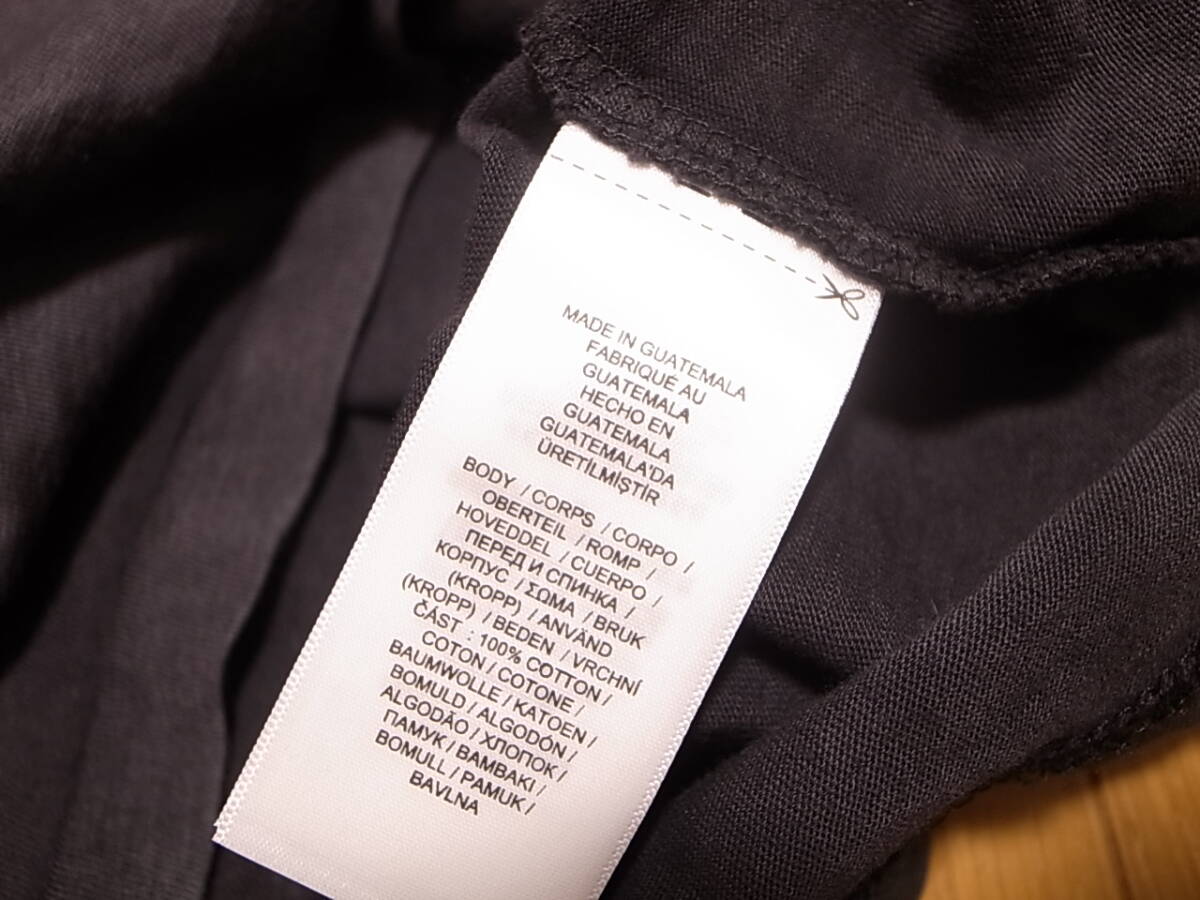 MADE IN GUATEMALA
FABRIQUÉ AU
GUATEMALA
HECHO EN
GUATEMALA
GUATEMALA'DA
ÜRETİLMİŞTİR
BODY / CORPS / CORPO /
OBERTEIL / ROMP /
HOVEDDEL / CUERPO /
ПЕРЕД И СПИНКА /
КОРПУС / ΣΩΜΑ / BRUK
(KROPP) / ANVÄND
(KROPP) / BEDEN / VRCHNÍ
ČÁST : 100% COTTON /
COTON / COTONE /
BAUMWOLLE / KATOEN /
BOMULD / ALGODÓN /
ALGODÃO / ХЛОПОК /
ПАМУК / ΒΑΜΒΑΚΙ /
BOMULL / PAMUK /
BAVLNA